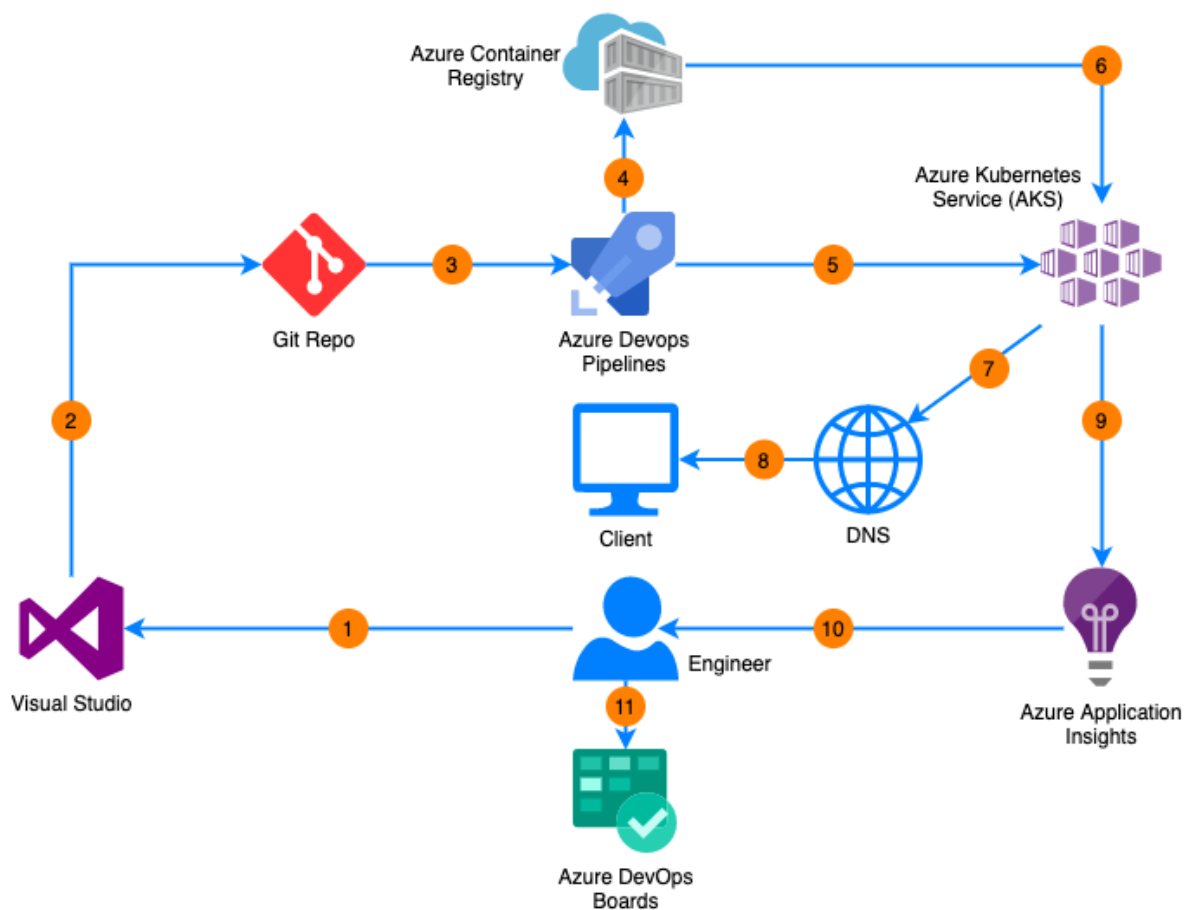 Azure Container
Registry
6
4
Azure Kubernetes
Service (AKS)
3
5
Git Repo
Azure Devops
Pipelines
7
2
9
8
Client
DNS
1
10
Engineer
Visual Studio
11
Azure Application
Insights
Azure DevOps
Boards